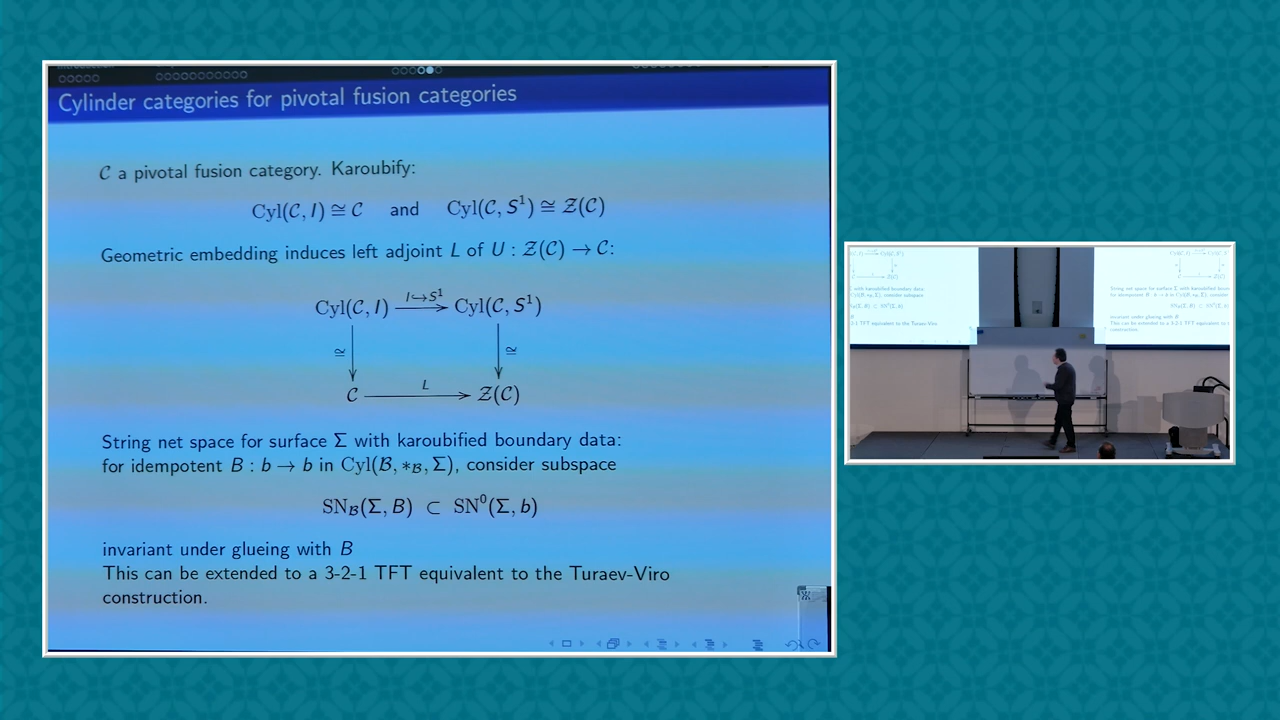 Cylinder categories for pivotal fusion categories
𝒞 a pivotal fusion category. Karoubify:
Cyl(𝒞, I) ≅ 𝒞 and Cyl(𝒞, S¹) ≅ 𝒵(𝒞)
Geometric embedding induces left adjoint L of U : 𝒵(𝒞) → 𝒞:
Cyl(𝒞, I) I↪S¹ → Cyl(𝒞, S¹)
≅ ≅
𝒞 L → 𝒵(𝒞)
String net space for surface Σ with karoubified boundary data:
for idempotent B : b → b in Cyl(ℬ, *ℬ, Σ), consider subspace
SNℬ(Σ, B) ⊂ SN⁰(Σ, b)
invariant under glueing with B
This can be extended to a 3-2-1 TFT equivalent to the Turaev-Viro
construction.